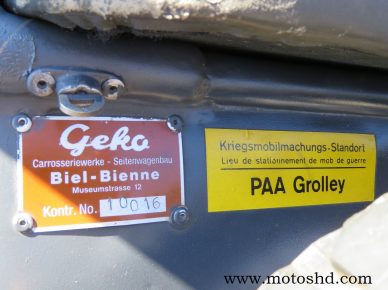 Geko
Carrosseriewerke - Seitenwagenbau
Biel-Bienne
Museumstrasse 12
Kontr. No. 10016
Kriegsmobilmachungs-Standort
Lieu de stationnement de mob de guerre
PAA Grolley
www.motoshd.com